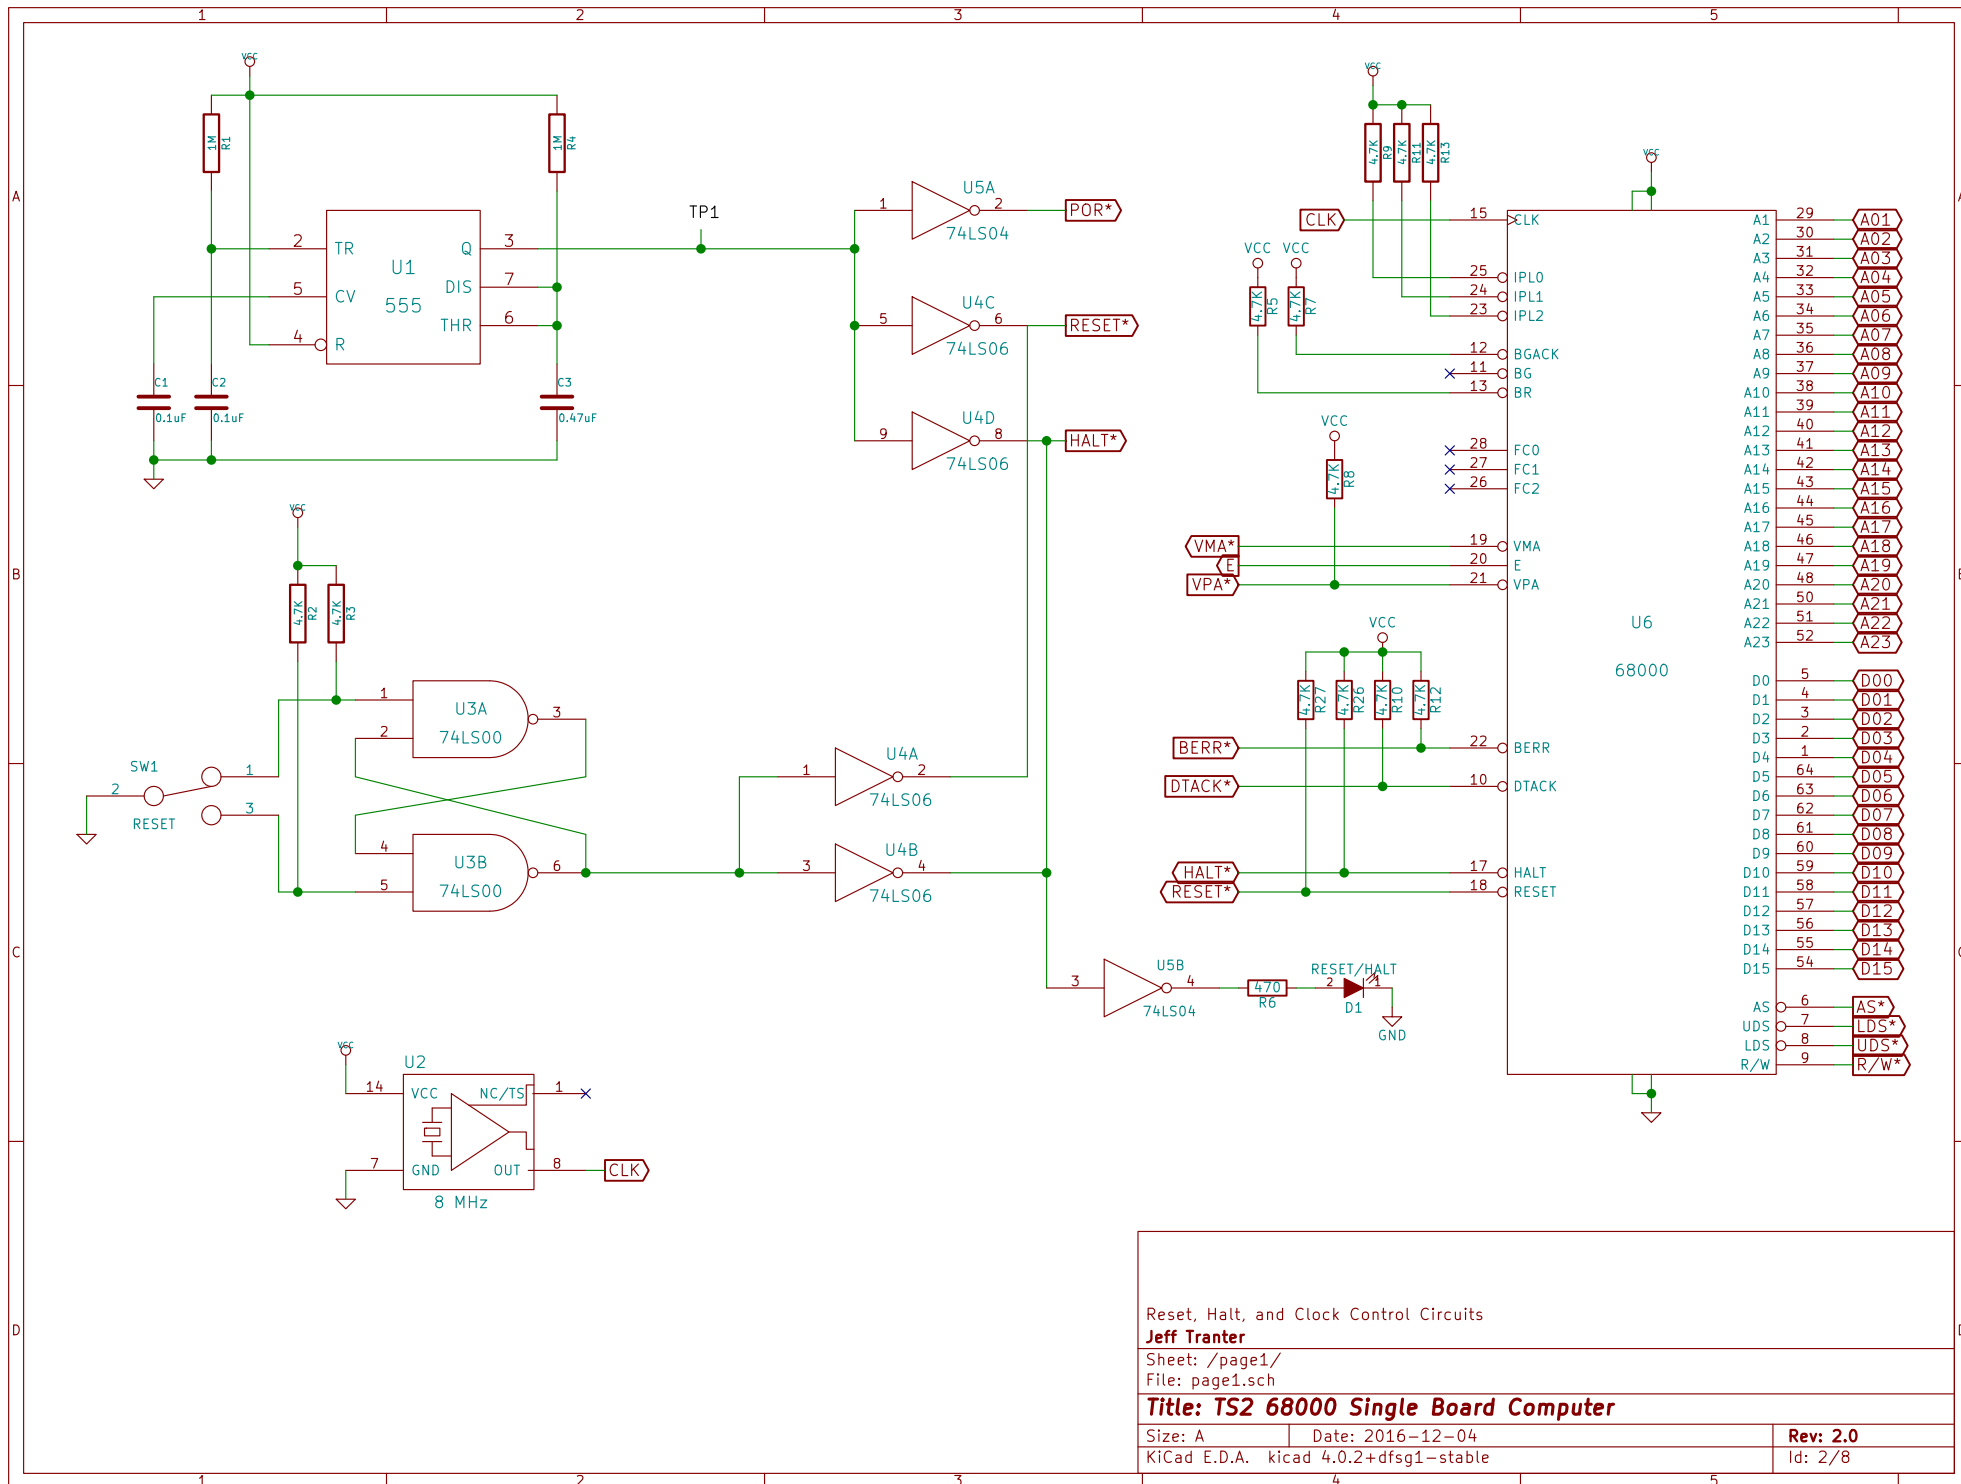 1 2 3 4 5
A
B
C
D
VCC
1M R1
1M R4
2 TR
5 CV
4 R
U1
555
Q 3
DIS 7
THR 6
C1
0.1uF
C2
0.1uF
C3
0.47uF
TP1
U5A
1 2
74LS04
POR*
U4C
5 6
74LS06
RESET*
U4D
9 8
74LS06
HALT*
VCC
4.7K R2
4.7K R3
1
2
U3A
74LS00
3
SW1
2
1
3
RESET
4
5
U3B
74LS00
6
U4A
1 2
74LS06
U4B
3 4
74LS06
U5B
3 4
74LS04
470
R6
RESET/HALT
2 1
D1
GND
VCC
U2
14 VCC
NC/TS 1
7 GND
OUT 8
8 MHz
CLK
VCC
4.7K R9
4.7K R11
4.7K R13
VCC
CLK
15 CLK
VCC VCC
4.7K R5
4.7K R7
25 IPL0
24 IPL1
23 IPL2
12 BGACK
11 BG
13 BR
VCC
4.7K R8
28 FC0
27 FC1
26 FC2
VMA* 19 VMA
E 20 E
VPA* 21 VPA
U6
68000
VCC
4.7K R27
4.7K R26
4.7K R10
4.7K R12
BERR* 22 BERR
DTACK* 10 DTACK
HALT* 17 HALT
RESET* 18 RESET
A1 29 A01
A2 30 A02
A3 31 A03
A4 32 A04
A5 33 A05
A6 34 A06
A7 35 A07
A8 36 A08
A9 37 A09
A10 38 A10
A11 39 A11
A12 40 A12
A13 41 A13
A14 42 A14
A15 43 A15
A16 44 A16
A17 45 A17
A18 46 A18
A19 47 A19
A20 48 A20
A21 50 A21
A22 51 A22
A23 52 A23
D0 5 D00
D1 4 D01
D2 3 D02
D3 2 D03
D4 1 D04
D5 64 D05
D6 63 D06
D7 62 D07
D8 61 D08
D9 60 D09
D10 59 D10
D11 58 D11
D12 57 D12
D13 56 D13
D14 55 D14
D15 54 D15
AS 6 AS*
UDS 7 LDS*
LDS 8 UDS*
R/W 9 R/W*
Reset, Halt, and Clock Control Circuits
Jeff Tranter
Sheet: /page1/
File: page1.sch
Title: TS2 68000 Single Board Computer
Size: A Date: 2016-12-04 Rev: 2.0
KiCad E.D.A. kicad 4.0.2+dfsg1-stable Id: 2/8
1 2 3 4 5